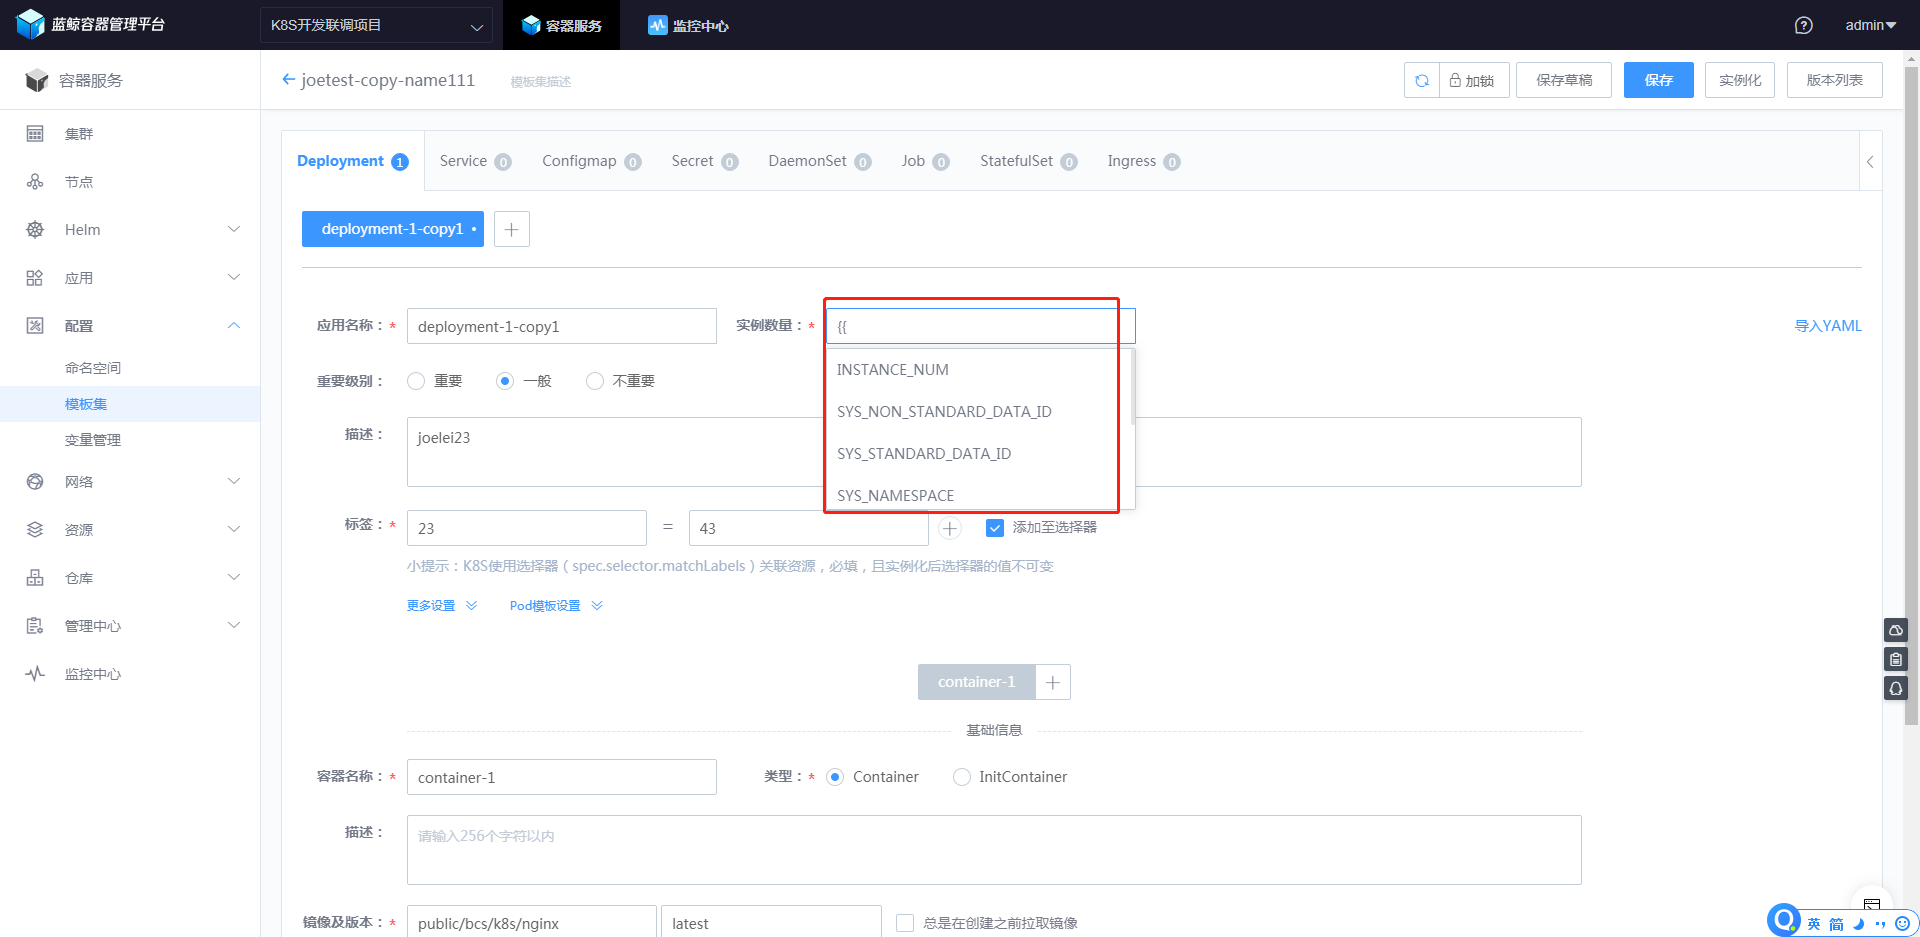 蓝鲸容器管理平台
K8S开发联调项目
容器服务
监控中心
admin
容器服务
joetest-copy-name111
模板集描述
加锁
保存草稿
保存
实例化
版本列表
集群
节点
Helm
应用
配置
命名空间
模板集
变量管理
网络
资源
仓库
管理中心
监控中心
Deployment 1
Service 0
Configmap 0
Secret 0
DaemonSet 0
Job 0
StatefulSet 0
Ingress 0
deployment-1-copy1
应用名称：* deployment-1-copy1
实例数量：* {{
导入YAML
INSTANCE_NUM
SYS_NON_STANDARD_DATA_ID
SYS_STANDARD_DATA_ID
SYS_NAMESPACE
重要级别： 重要 一般 不重要
描述： joelei23
标签：* 23 = 43 添加至选择器
小提示：K8S使用选择器（spec.selector.matchLabels）关联资源，必填，且实例化后选择器的值不可变
更多设置 Pod模板设置
container-1
基础信息
容器名称：* container-1
类型：* Container InitContainer
描述： 请输入256个字符以内
镜像及版本：* public/bcs/k8s/nginx latest 总是在创建之前拉取镜像
英 简